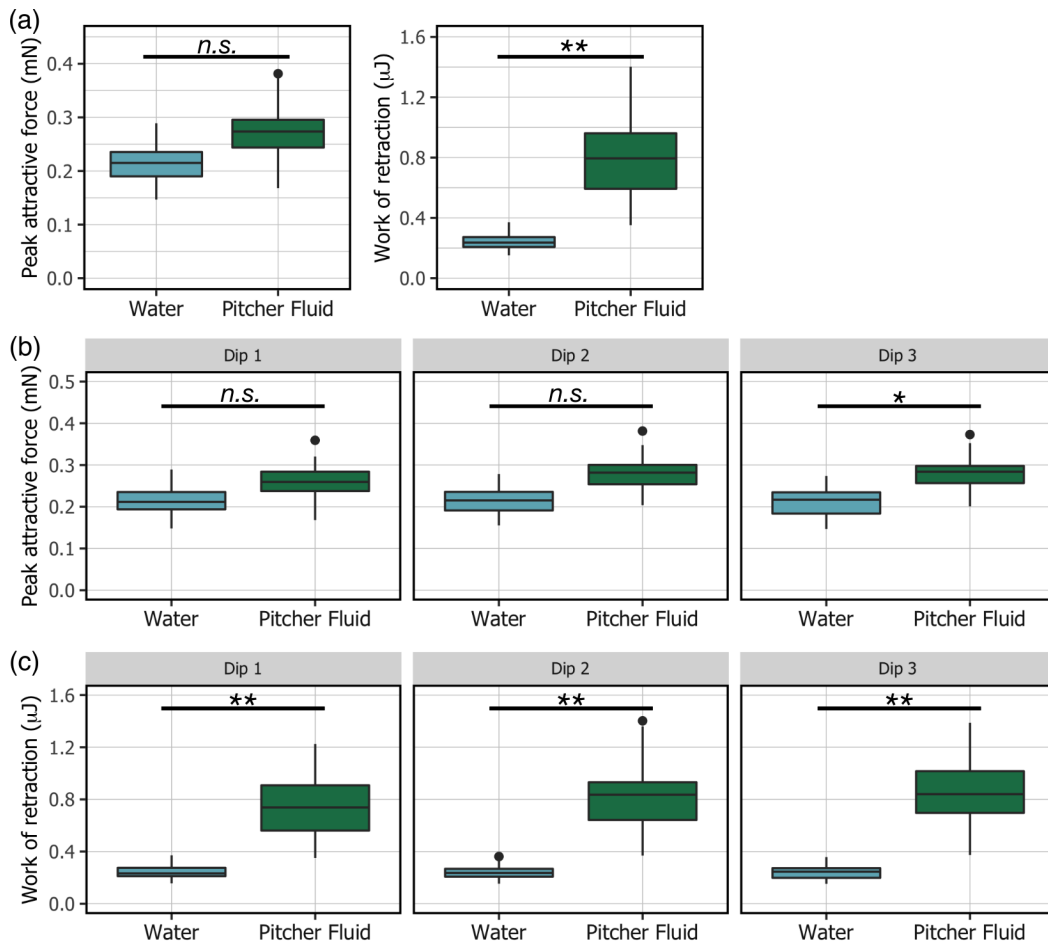 (a)
n.s.
Peak attractive force (mN)
0.4
0.3
0.2
0.1
0.0
Water Pitcher Fluid
**
Work of retraction (μJ)
1.6
1.2
0.8
0.4
0.0
Water Pitcher Fluid
(b)
Dip 1 Dip 2 Dip 3
n.s. n.s. *
Peak attractive force (mN)
0.5
0.4
0.3
0.2
0.1
0.0
Water Pitcher Fluid Water Pitcher Fluid Water Pitcher Fluid
(c)
Dip 1 Dip 2 Dip 3
** ** **
Work of retraction (μJ)
1.6
1.2
0.8
0.4
0.0
Water Pitcher Fluid Water Pitcher Fluid Water Pitcher Fluid